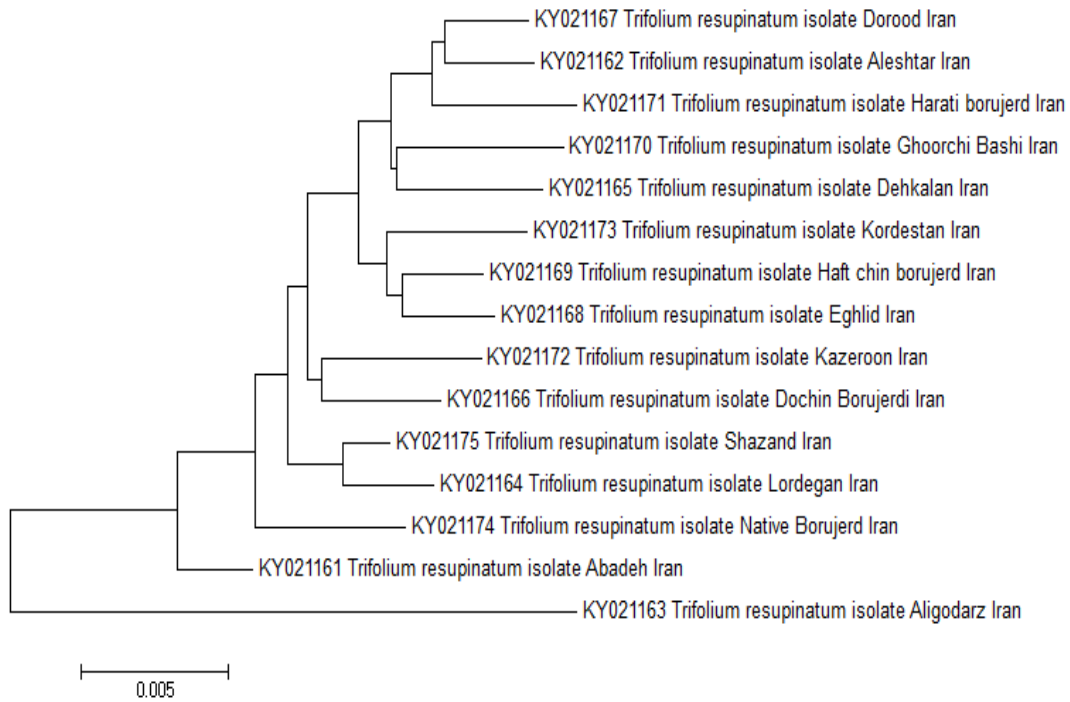 KY021167 Trifolium resupinatum isolate Dorood Iran
KY021162 Trifolium resupinatum isolate Aleshtar Iran
KY021171 Trifolium resupinatum isolate Harati borujerd Iran
KY021170 Trifolium resupinatum isolate Ghoorchi Bashi Iran
KY021165 Trifolium resupinatum isolate Dehkalan Iran
KY021173 Trifolium resupinatum isolate Kordestan Iran
KY021169 Trifolium resupinatum isolate Haft chin borujerd Iran
KY021168 Trifolium resupinatum isolate Eghlid Iran
KY021172 Trifolium resupinatum isolate Kazeroon Iran
KY021166 Trifolium resupinatum isolate Dochin Borujerdi Iran
KY021175 Trifolium resupinatum isolate Shazand Iran
KY021164 Trifolium resupinatum isolate Lordegan Iran
KY021174 Trifolium resupinatum isolate Native Borujerd Iran
KY021161 Trifolium resupinatum isolate Abadeh Iran
KY021163 Trifolium resupinatum isolate Aligodarz Iran
0.005